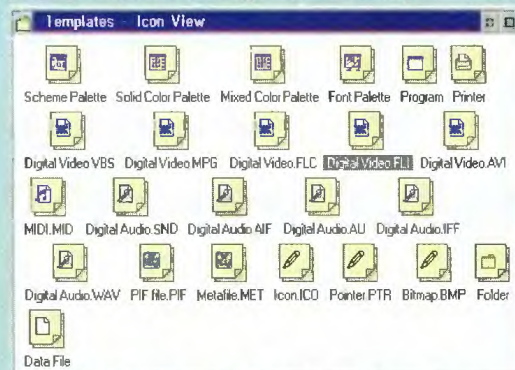 Templates - Icon View
Scheme Palette Solid Color Palette Mixed Color Palette Font Palette Program Printer
Digital Video.VBS Digital Video.MPG Digital Video.FLC Digital Video.FLI Digital Video.AVI
MIDI.MID Digital Audio.SND Digital Audio.AIF Digital Audio.AU Digital Audio.IFF
Digital Audio.WAV PIF file.PIF Metafile.MET Icon.ICO Pointer.PTR Bitmap.BMP Folder
Data File